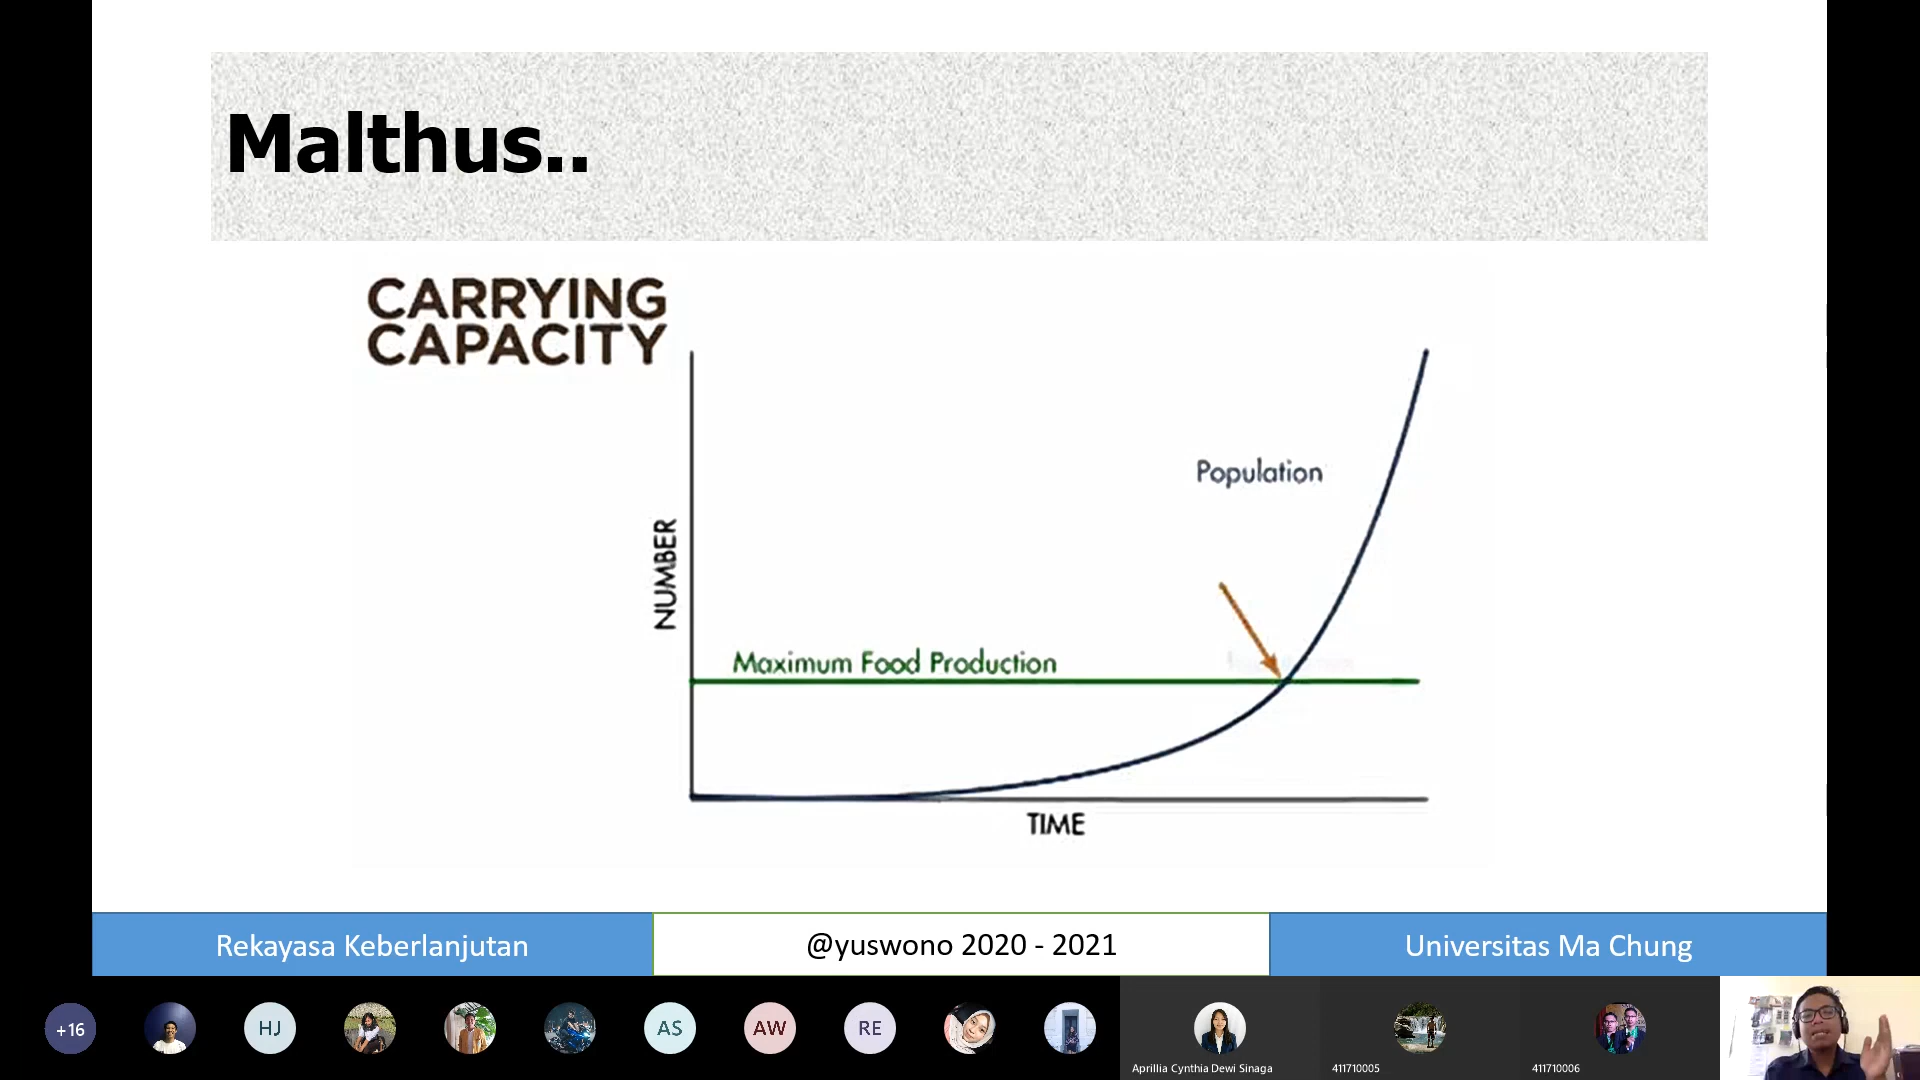 Malthus..
CARRYING
CAPACITY
Population
NUMBER
Maximum Food Production
TIME
Rekayasa Keberlanjutan
@yuswono 2020 - 2021
Universitas Ma Chung
+16
HJ
AS
AW
RE
Aprillia Cynthia Dewi Sinaga
411710005
411710006